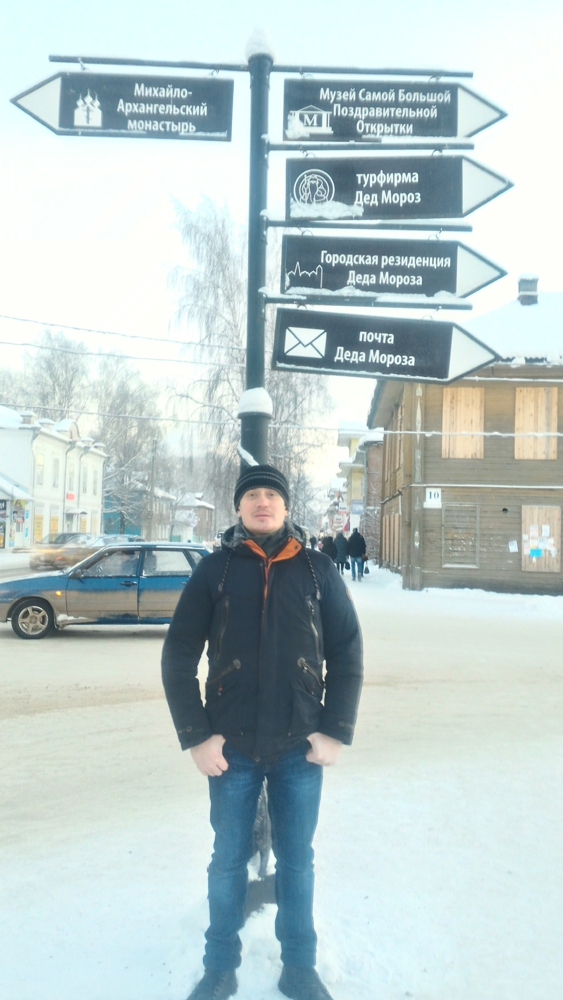 Михайло-
Архангельский
монастырь
Музей Самой Большой
Поздравительной
Открытки
М
турфирма
Дед Мороз
Городская резиденция
Деда Мороза
почта
Деда Мороза
10